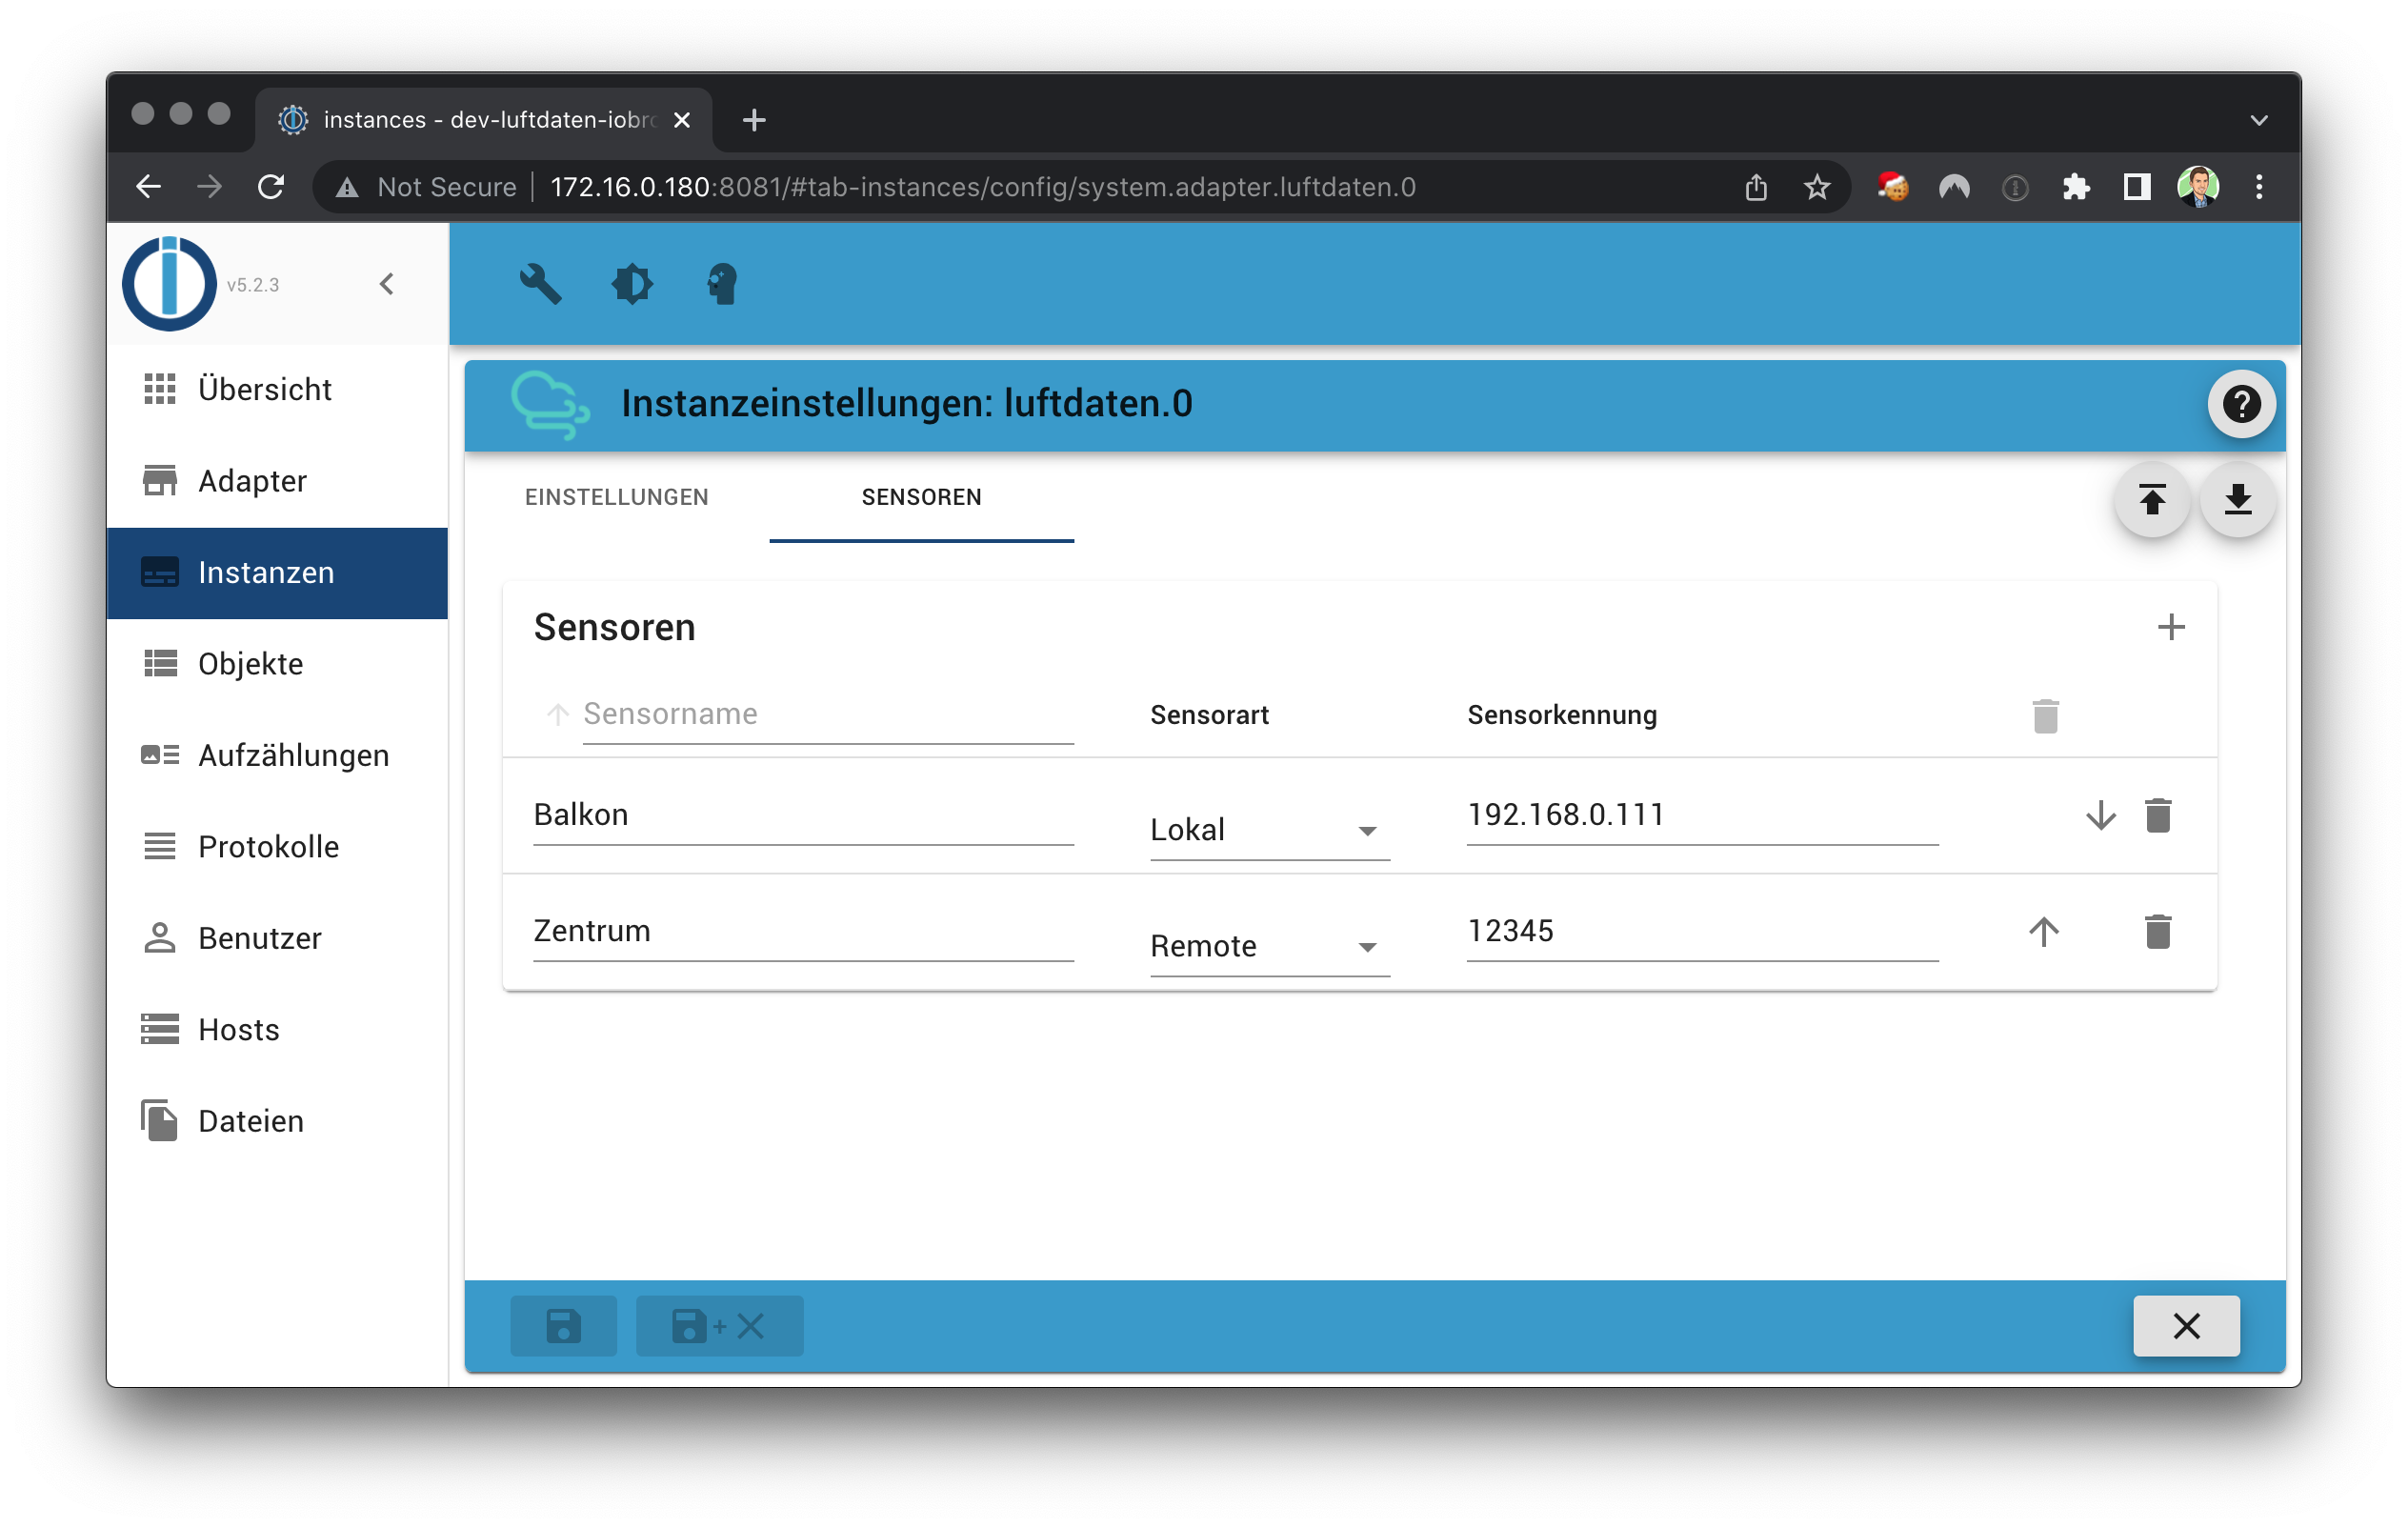 instances - dev-luftdaten-iobro
Not Secure 172.16.0.180:8081/#tab-instances/config/system.adapter.luftdaten.0
v5.2.3
Übersicht
Adapter
Instanzen
Objekte
Aufzählungen
Protokolle
Benutzer
Hosts
Dateien
Instanzeinstellungen: luftdaten.0
EINSTELLUNGEN SENSOREN
Sensoren
Sensorname Sensorart Sensorkennung
Balkon Lokal 192.168.0.111
Zentrum Remote 12345